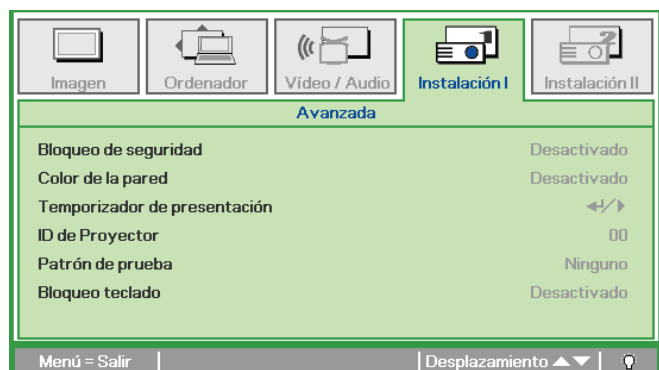 Imagen Ordenador Vídeo / Audio Instalación I Instalación II
Avanzada
Bloqueo de seguridad Desactivado
Color de la pared Desactivado
Temporizador de presentación
ID de Proyector 00
Patrón de prueba Ninguno
Bloqueo teclado Desactivado
Menú = Salir Desplazamiento ▲▼